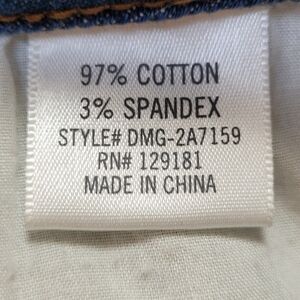 97% COTTON
3% SPANDEX
STYLE# DMG-2A7159
RN# 129181
MADE IN CHINA